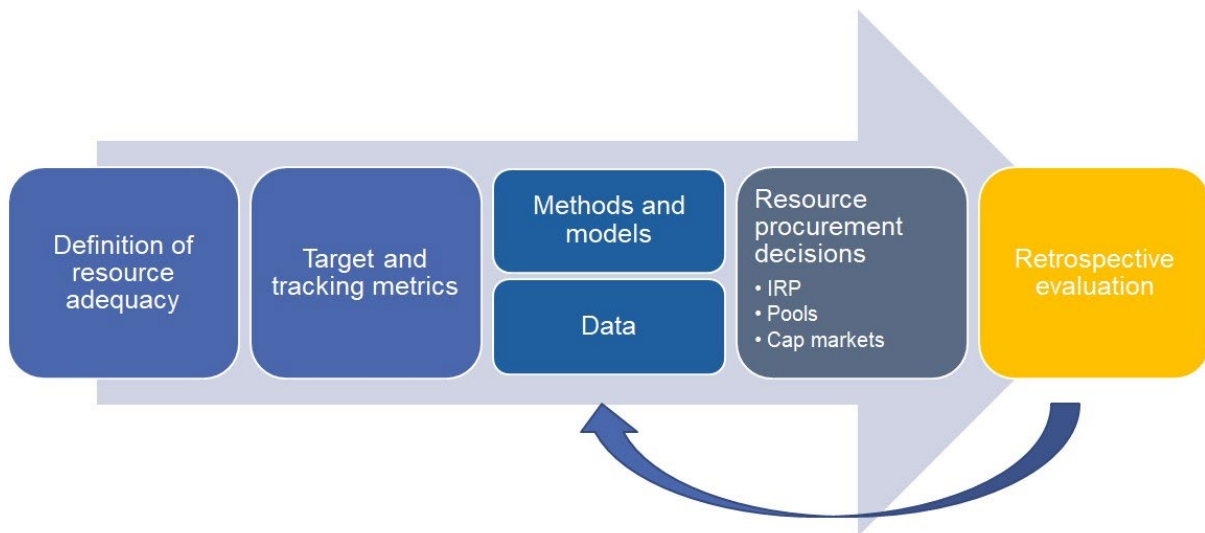 Definition of
resource
adequacy
Target and
tracking metrics
Methods and
models
Data
Resource
procurement
decisions
• IRP
• Pools
• Cap markets
Retrospective
evaluation